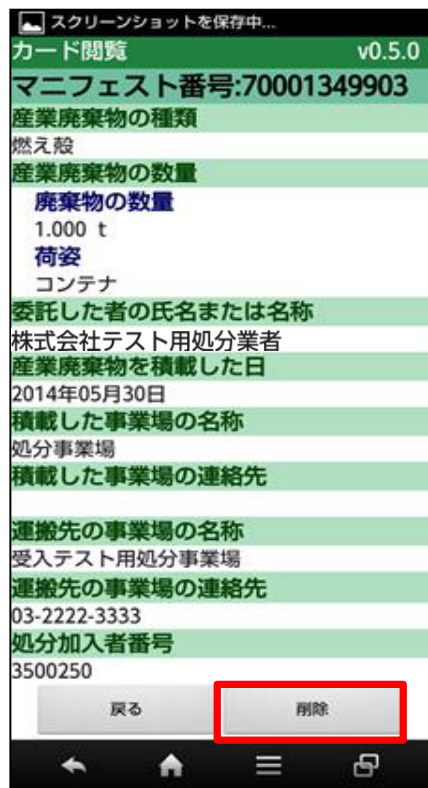 スクリーンショットを保存中...
カード閲覧 v0.5.0
マニフェスト番号:70001349903
産業廃棄物の種類
燃え殻
産業廃棄物の数量
廃棄物の数量
1.000 t
荷姿
コンテナ
委託した者の氏名または名称
株式会社テスト用処分業者
産業廃棄物を積載した日
2014年05月30日
積載した事業場の名称
処分事業場
積載した事業場の連絡先
運搬先の事業場の名称
受入テスト用処分事業場
運搬先の事業場の連絡先
03-2222-3333
処分加入者番号
3500250
戻る 削除